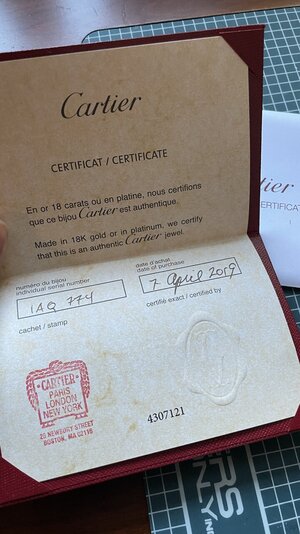 Cartier
CERTIFICAT / CERTIFICATE
En or 18 carats ou en platine, nous certifions
que ce bijou Cartier est authentique.
Made in 18K gold or in platinum, we certify
that this is an authentic Cartier jewel.
numéro du bijou
individual serial number
IAQ 774
date d'achat
date of purchase
7 April 2019
cachet / stamp
certifié exact / certified by
CARTIER
PARIS
LONDON
NEW YORK
BOSTON, MA 02116
4307121
tier
CERTIFICAT